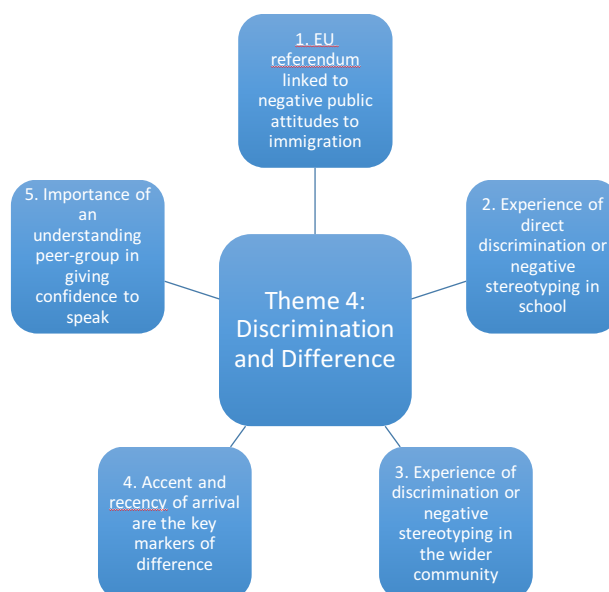 1. EU
referendum
linked to
negative public
attitudes to
immigration
2. Experience of
direct
discrimination or
negative
stereotyping in
school
3. Experience of
discrimination or
negative
stereotyping in
the wider
community
4. Accent and
recency of arrival
are the key
markers of
difference
5. Importance of
an
understanding
peer-group in
giving
confidence to
speak
Theme 4:
Discrimination
and Difference